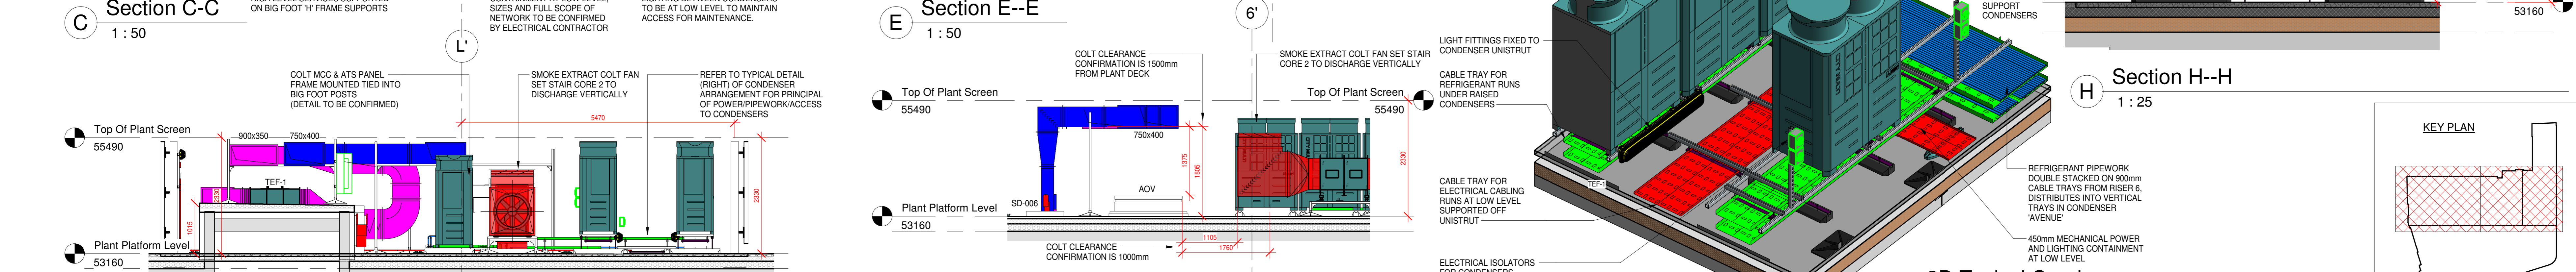 C
Section C-C
1 : 50
ON BIG FOOT 'H' FRAME SUPPORTS
SIZES AND FULL SCOPE OF
NETWORK TO BE CONFIRMED
BY ELECTRICAL CONTRACTOR
TO BE AT LOW LEVEL TO MAINTAIN
ACCESS FOR MAINTENANCE.
L'
COLT MCC & ATS PANEL
FRAME MOUNTED TIED INTO
BIG FOOT POSTS
(DETAIL TO BE CONFIRMED)
SMOKE EXTRACT COLT FAN
SET STAIR CORE 2 TO
DISCHARGE VERTICALLY
REFER TO TYPICAL DETAIL
(RIGHT) OF CONDENSER
ARRANGEMENT FOR PRINCIPAL
OF POWER/PIPEWORK/ACCESS
TO CONDENSERS
5470
Top Of Plant Screen
55490
900x350
750x400
TEF-1
2330
1015
2330
Plant Platform Level
53160
E
Section E--E
1 : 50
6'
COLT CLEARANCE
CONFIRMATION IS 1500mm
FROM PLANT DECK
SMOKE EXTRACT COLT FAN SET STAIR
CORE 2 TO DISCHARGE VERTICALLY
Top Of Plant Screen
55490
Top Of Plant Screen
55490
750x400
1375
1805
2330
AOV
SD-006
Plant Platform Level
53160
1105
1760
COLT CLEARANCE
CONFIRMATION IS 1000mm
LIGHT FITTINGS FIXED TO
CONDENSER UNISTRUT
CABLE TRAY FOR
REFRIGERANT RUNS
UNDER RAISED
CONDENSERS
CABLE TRAY FOR
ELECTRICAL CABLING
RUNS AT LOW LEVEL
SUPPORTED OFF
UNISTRUT
ELECTRICAL ISOLATORS
FOR CONDENSERS
TEF-1
SUPPORT
CONDENSERS
REFRIGERANT PIPEWORK
DOUBLE STACKED ON 900mm
CABLE TRAYS FROM RISER 6,
DISTRIBUTES INTO VERTICAL
TRAYS IN CONDENSER
'AVENUE'
450mm MECHANICAL POWER
AND LIGHTING CONTAINMENT
AT LOW LEVEL
53160
H
Section H--H
1 : 25
KEY PLAN